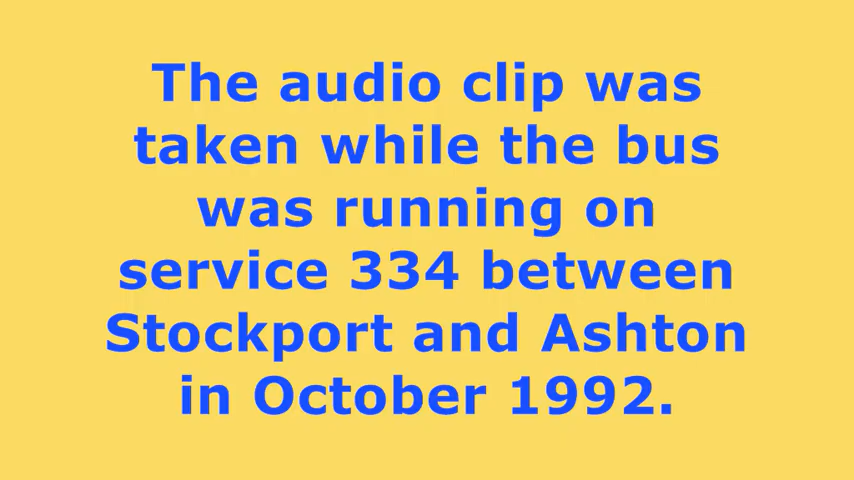 The audio clip was
taken while the bus
was running on
service 334 between
Stockport and Ashton
in October 1992.